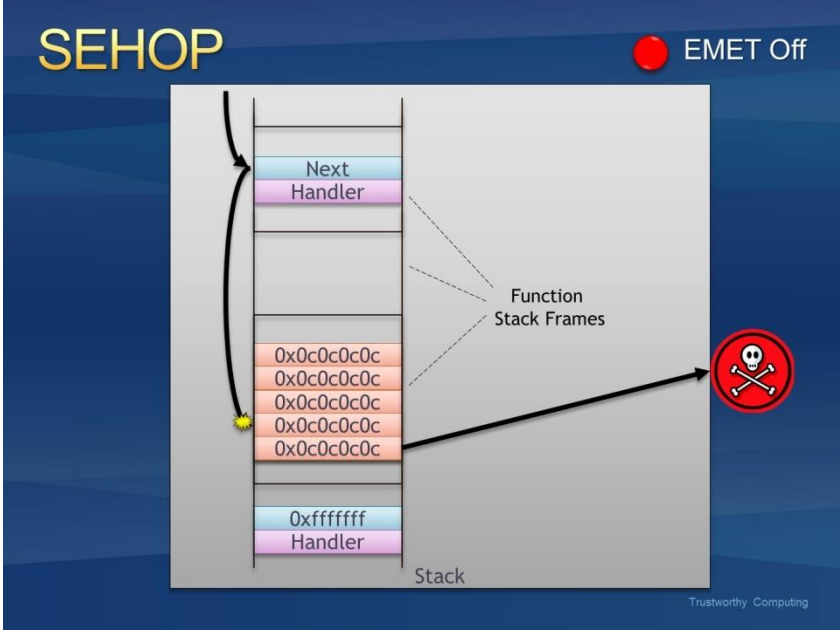 SEHOP
EMET Off
Next
Handler
Function
Stack Frames
0x0c0c0c0c
0x0c0c0c0c
0x0c0c0c0c
0x0c0c0c0c
0x0c0c0c0c
0xfffffff
Handler
Stack
Trustworthy Computing